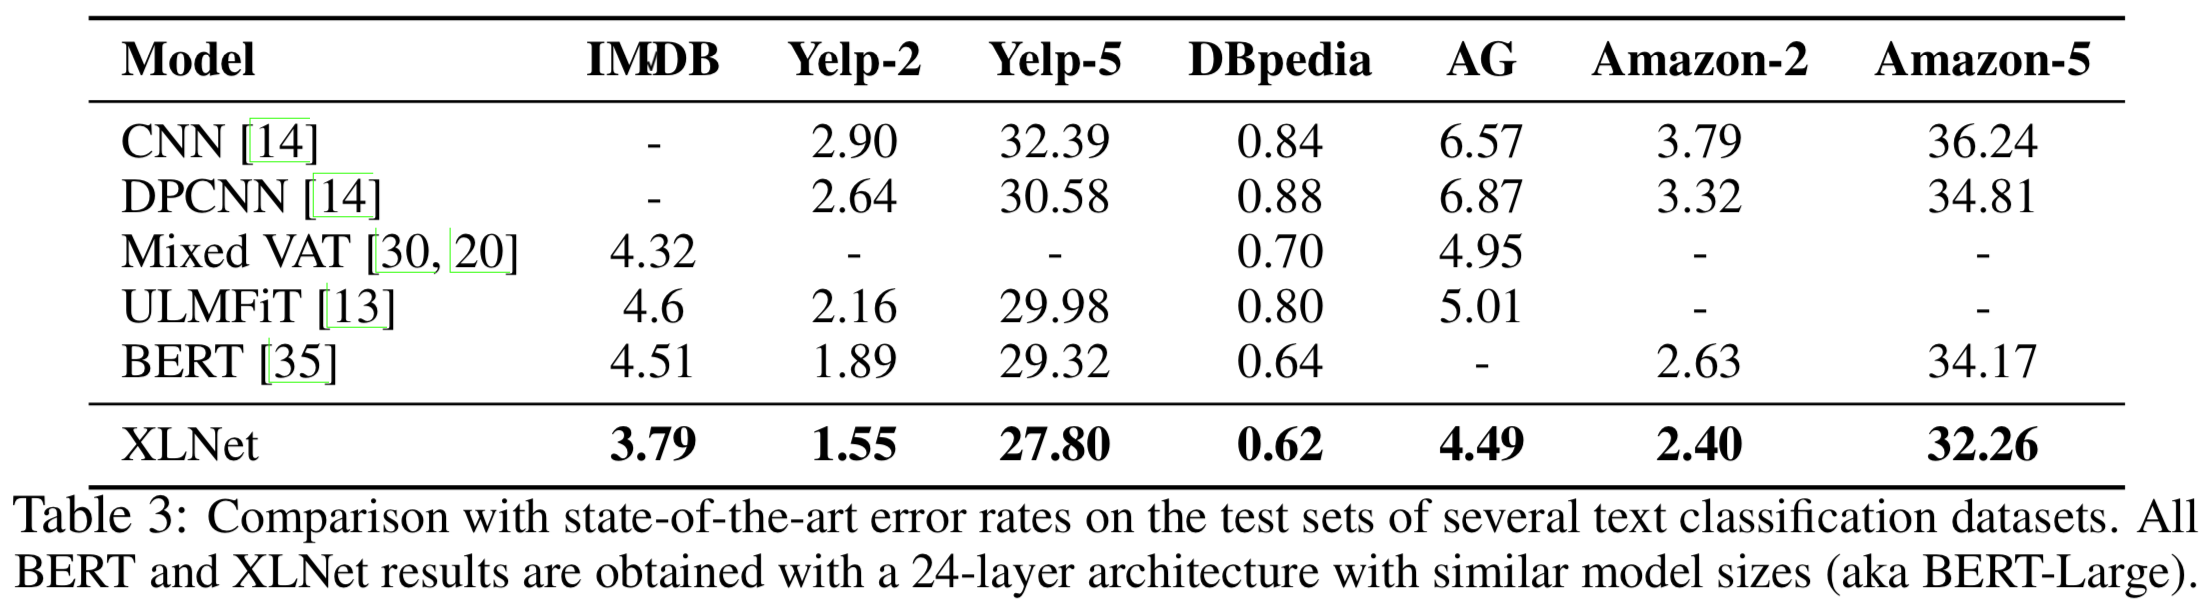 Model IMDB Yelp-2 Yelp-5 DBpedia AG Amazon-2 Amazon-5
CNN [14] - 2.90 32.39 0.84 6.57 3.79 36.24
DPCNN [14] - 2.64 30.58 0.88 6.87 3.32 34.81
Mixed VAT [30, 20] 4.32 - - 0.70 4.95 - -
ULMFiT [13] 4.6 2.16 29.98 0.80 5.01 - -
BERT [35] 4.51 1.89 29.32 0.64 - 2.63 34.17
XLNet 3.79 1.55 27.80 0.62 4.49 2.40 32.26
Table 3: Comparison with state-of-the-art error rates on the test sets of several text classification datasets. All
BERT and XLNet results are obtained with a 24-layer architecture with similar model sizes (aka BERT-Large).